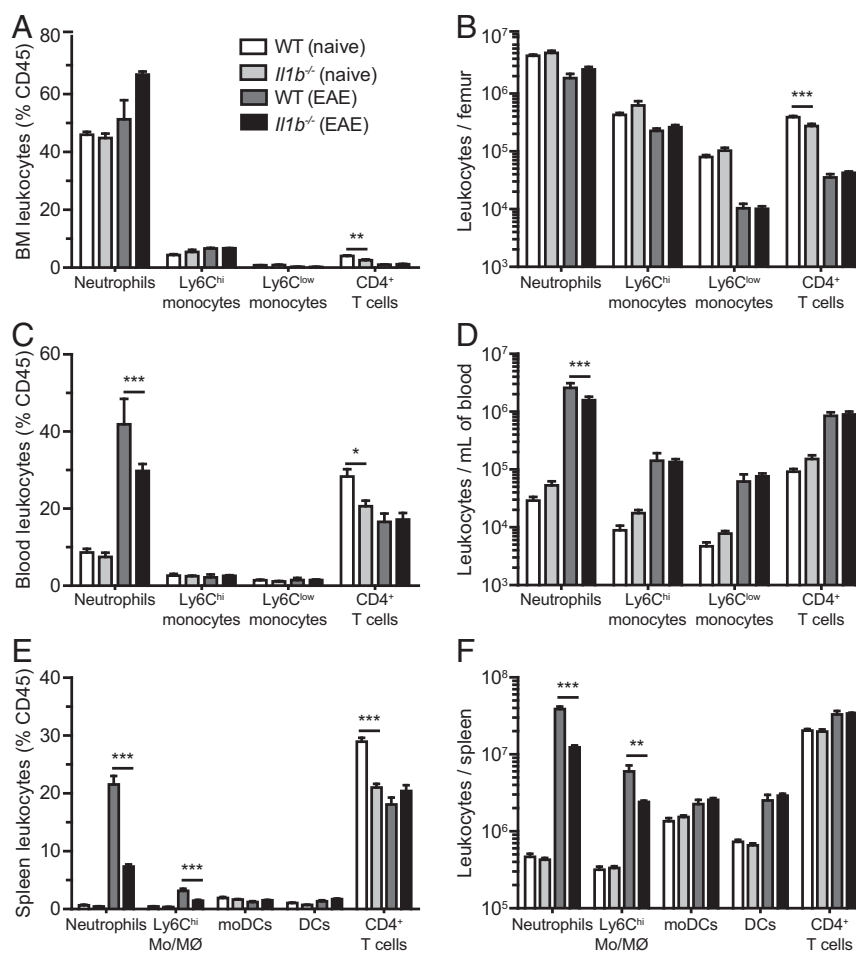 A
BM leukocytes (% CD45)
80
60
40
20
0
WT (naive)
Il1b-/- (naive)
WT (EAE)
Il1b-/- (EAE)
**
Neutrophils
Ly6Chi
monocytes
Ly6Clow
monocytes
CD4+
T cells
B
Leukocytes / femur
10⁷
10⁶
10⁵
10⁴
10³
***
Neutrophils
Ly6Chi
monocytes
Ly6Clow
monocytes
CD4+
T cells
C
Blood leukocytes (% CD45)
60
40
20
0
***
*
Neutrophils
Ly6Chi
monocytes
Ly6Clow
monocytes
CD4+
T cells
D
Leukocytes / mL of blood
10⁷
10⁶
10⁵
10⁴
10³
***
Neutrophils
Ly6Chi
monocytes
Ly6Clow
monocytes
CD4+
T cells
E
Spleen leukocytes (% CD45)
40
30
20
10
0
***
***
***
Neutrophils
Ly6Chi
Mo/MØ
moDCs
DCs
CD4+
T cells
F
Leukocytes / spleen
10⁸
10⁷
10⁶
10⁵
***
**
Neutrophils
Ly6Chi
Mo/MØ
moDCs
DCs
CD4+
T cells